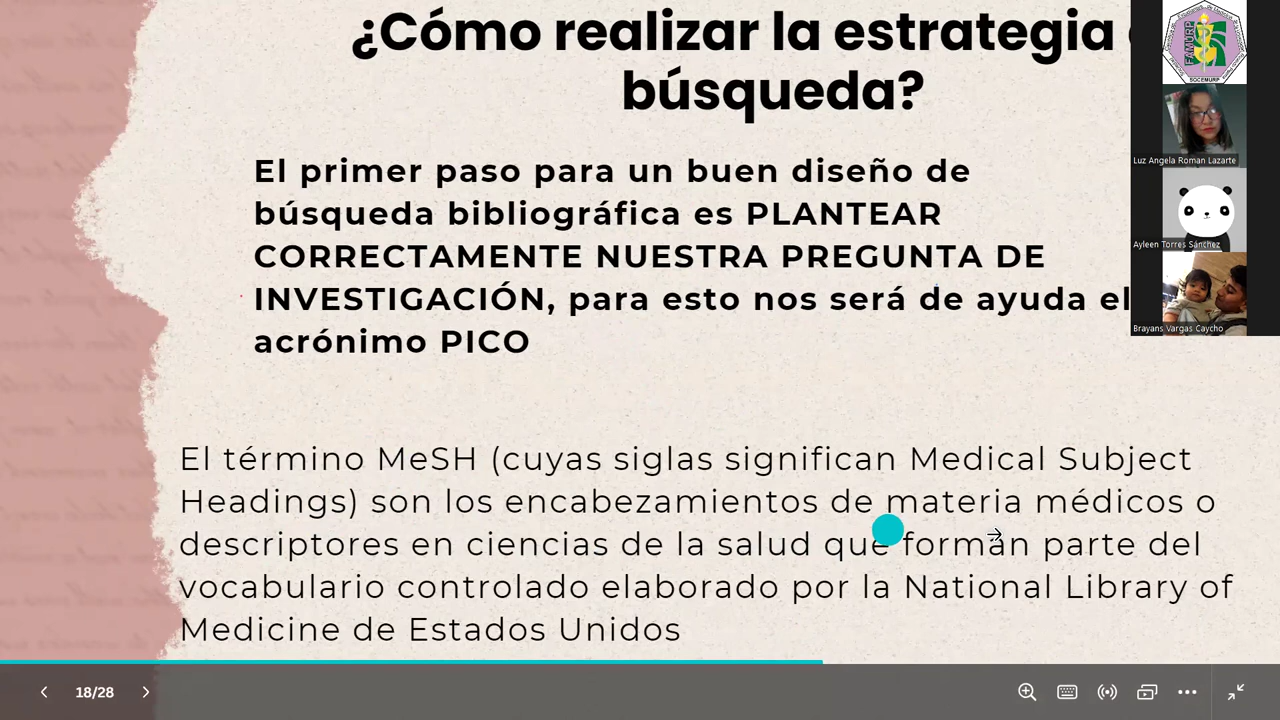 ¿Cómo realizar la estrategia
búsqueda?
El primer paso para un buen diseño de
búsqueda bibliográfica es PLANTEAR
CORRECTAMENTE NUESTRA PREGUNTA DE
INVESTIGACIÓN, para esto nos será de ayuda el
acrónimo PICO
El término MeSH (cuyas siglas significan Medical Subject
Headings) son los encabezamientos de materia médicos o
descriptores en ciencias de la salud que forman parte del
vocabulario controlado elaborado por la National Library of
Medicine de Estados Unidos
FAMURP
SOCEMURP
Luz Angela Roman Lazarte
Ayleen Torres Sánchez
Brayans Vargas Caycho
18/28